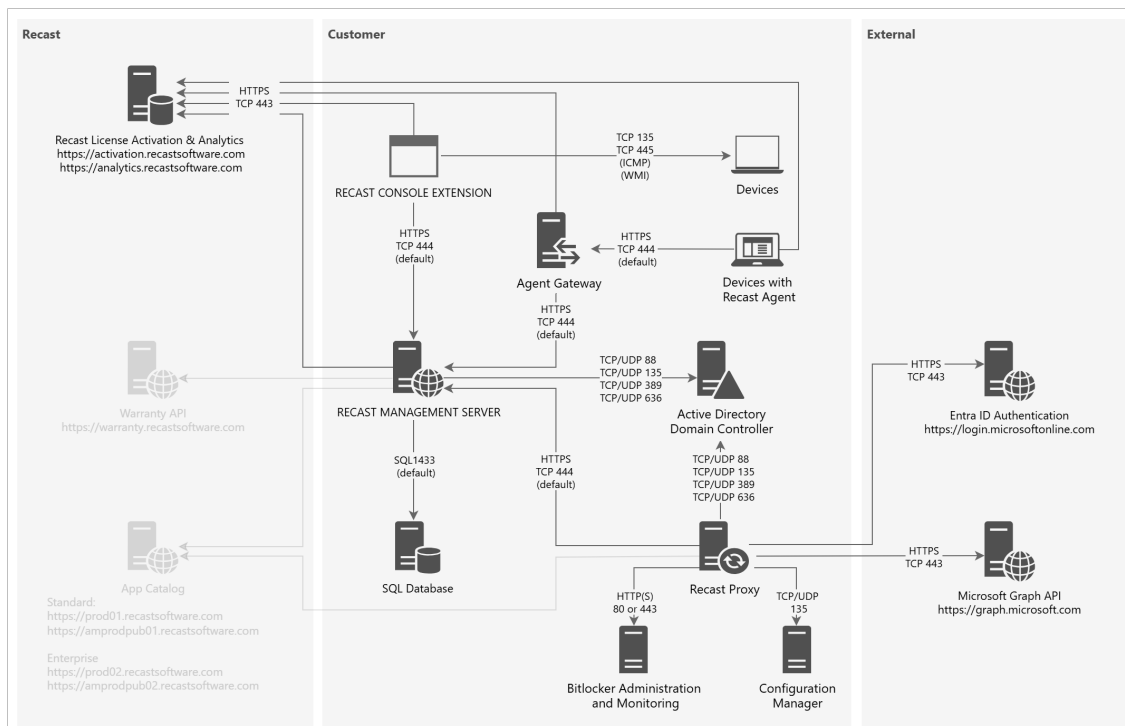 Recast
Customer
External
HTTPS
TCP 443
Recast License Activation & Analytics
https://activation.recastsoftware.com
https://analytics.recastsoftware.com
RECAST CONSOLE EXTENSION
TCP 135
TCP 445
(ICMP)
(WMI)
Devices
HTTPS
TCP 444
(default)
Agent Gateway
HTTPS
TCP 444
(default)
Devices with
Recast Agent
HTTPS
TCP 444
(default)
Warranty API
https://warranty.recastsoftware.com
RECAST MANAGEMENT SERVER
TCP/UDP 88
TCP/UDP 135
TCP/UDP 389
TCP/UDP 636
Active Directory
Domain Controller
HTTPS
TCP 443
Entra ID Authentication
https://login.microsoftonline.com
SQL1433
(default)
HTTPS
TCP 444
(default)
TCP/UDP 88
TCP/UDP 135
TCP/UDP 389
TCP/UDP 636
App Catalog
Standard:
https://prod01.recastsoftware.com
https://amprodpub01.recastsoftware.com
Enterprise
https://prod02.recastsoftware.com
https://amprodpub02.recastsoftware.com
SQL Database
Recast Proxy
HTTPS
TCP 443
Microsoft Graph API
https://graph.microsoft.com
HTTP(S)
80 or 443
TCP/UDP
135
Bitlocker Administration
and Monitoring
Configuration
Manager